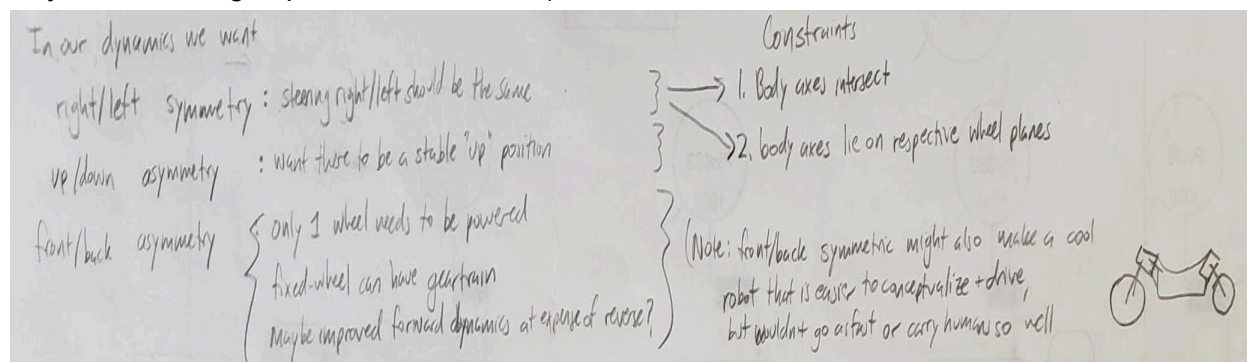 In our dynamics we want
right/left symmetry : steering right/left should be the same
up/down asymmetry : want there to be a stable "up" position
front/back asymmetry { only 1 wheel needs to be powered
fixed-wheel can have geartrain
Maybe improved forward dynamics at expense of reverse?
Constraints
1. Body axes intersect
2. body axes lie on respective wheel planes
(Note: front/back symmetric might also make a cool
robot that is easier to conceptualize + drive,
but wouldn't go as fast or carry humans so well